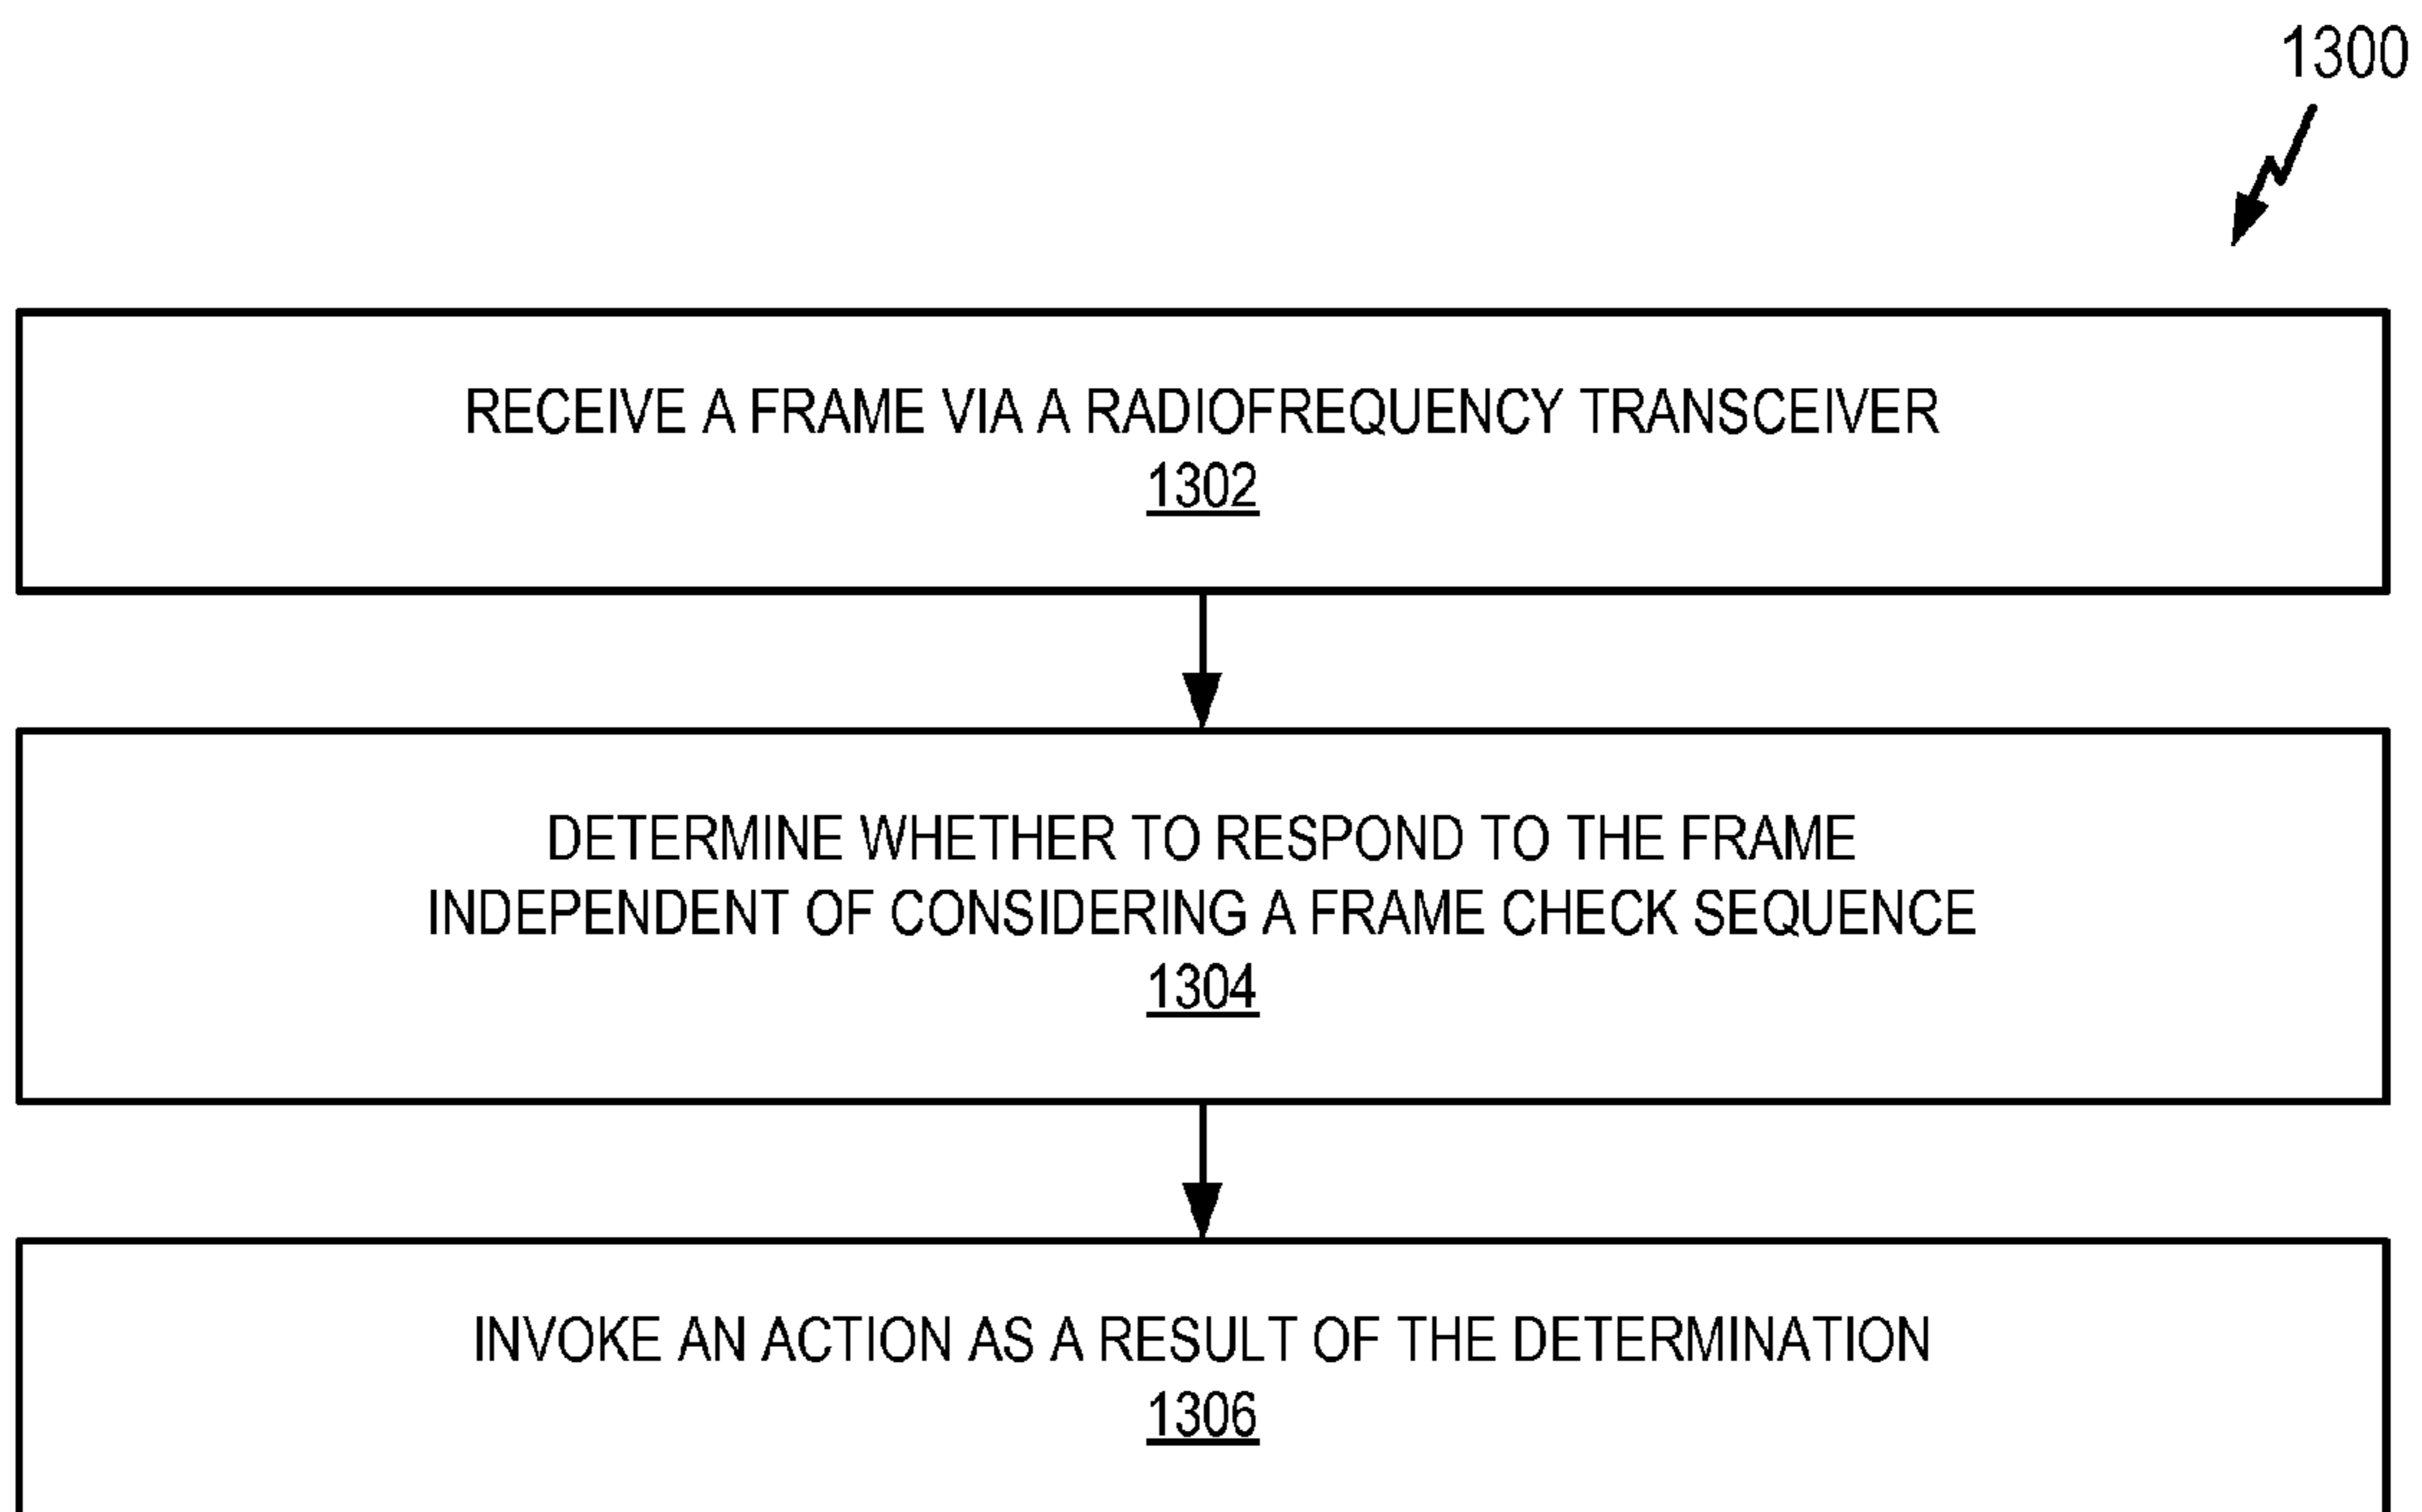 1300
RECEIVE A FRAME VIA A RADIOFREQUENCY TRANSCEIVER
1302
DETERMINE WHETHER TO RESPOND TO THE FRAME
INDEPENDENT OF CONSIDERING A FRAME CHECK SEQUENCE
1304
INVOKE AN ACTION AS A RESULT OF THE DETERMINATION
1306